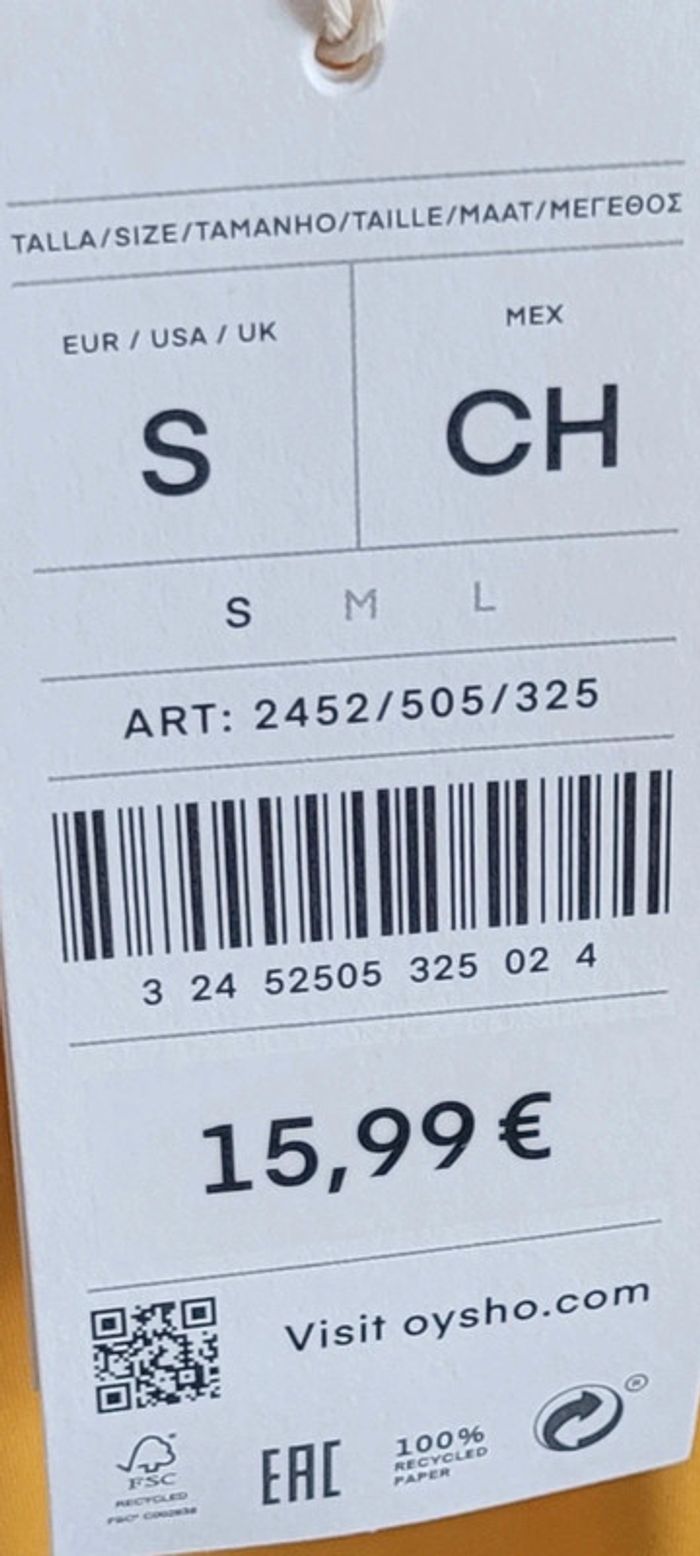 TALLA/SIZE/TAMANHO/TAILLE/MAAT/ΜΕΓΕΘΟΣ
EUR / USA / UK
MEX
S
CH
S M L
ART: 2452/505/325
3 24 52505 325 02 4
15,99 €
Visit oysho.com
FSC
RECYCLED
EAC
100%
RECYCLED
PAPER
®